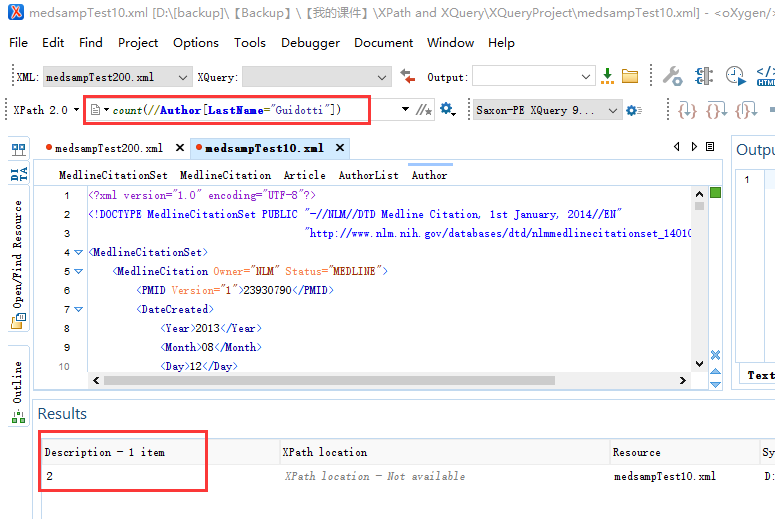 medsampTest10.xml [D:\[backup]\【Backup】\【我的课件】\XPath and XQuery\XQueryProject\medsampTest10.xml] - <oXygen/>
File Edit Find Project Options Tools Debugger Document Window Help
XML: medsampTest200.xml XQuery: Output:
XPath 2.0 count(//Author[LastName="Guidotti"]) Saxon-PE XQuery 9...
medsampTest200.xml medsampTest10.xml
MedlineCitationSet MedlineCitation Article AuthorList Author
1 <?xml version="1.0" encoding="UTF-8"?>
2 <!DOCTYPE MedlineCitationSet PUBLIC "-//NLM//DTD Medline Citation, 1st January, 2014//EN"
3 "http://www.nlm.nih.gov/databases/dtd/nlmmedlinecitationset_14010
4 <MedlineCitationSet>
5 <MedlineCitation Owner="NLM" Status="MEDLINE">
6 <PMID Version="1">23930790</PMID>
7 <DateCreated>
8 <Year>2013</Year>
9 <Month>08</Month>
10 <Day>12</Day>
DITA
Open/Find Resource
Outline
Outpu
1
Text
Results
Description - 1 item XPath location Resource Sy
2 XPath location - Not available medsampTest10.xml D: